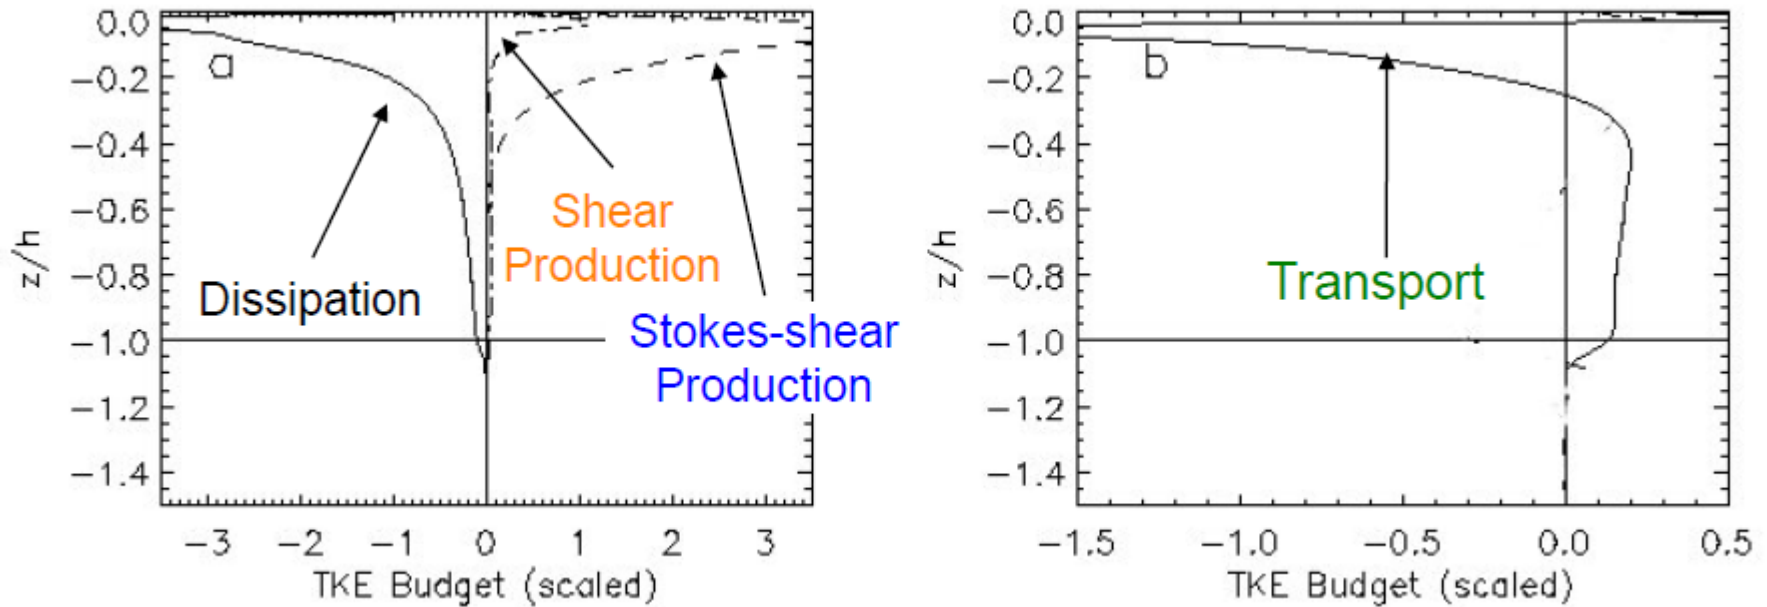 0.0
−0.2
−0.4
−0.6
−0.8
−1.0
−1.2
−1.4
z/h
a
Dissipation
Shear
Production
Stokes-shear
Production
−3
−2
−1
0
1
2
3
TKE Budget (scaled)
0.0
−0.2
−0.4
−0.6
−0.8
−1.0
−1.2
−1.4
z/h
b
Transport
−1.5
−1.0
−0.5
0.0
0.5
TKE Budget (scaled)